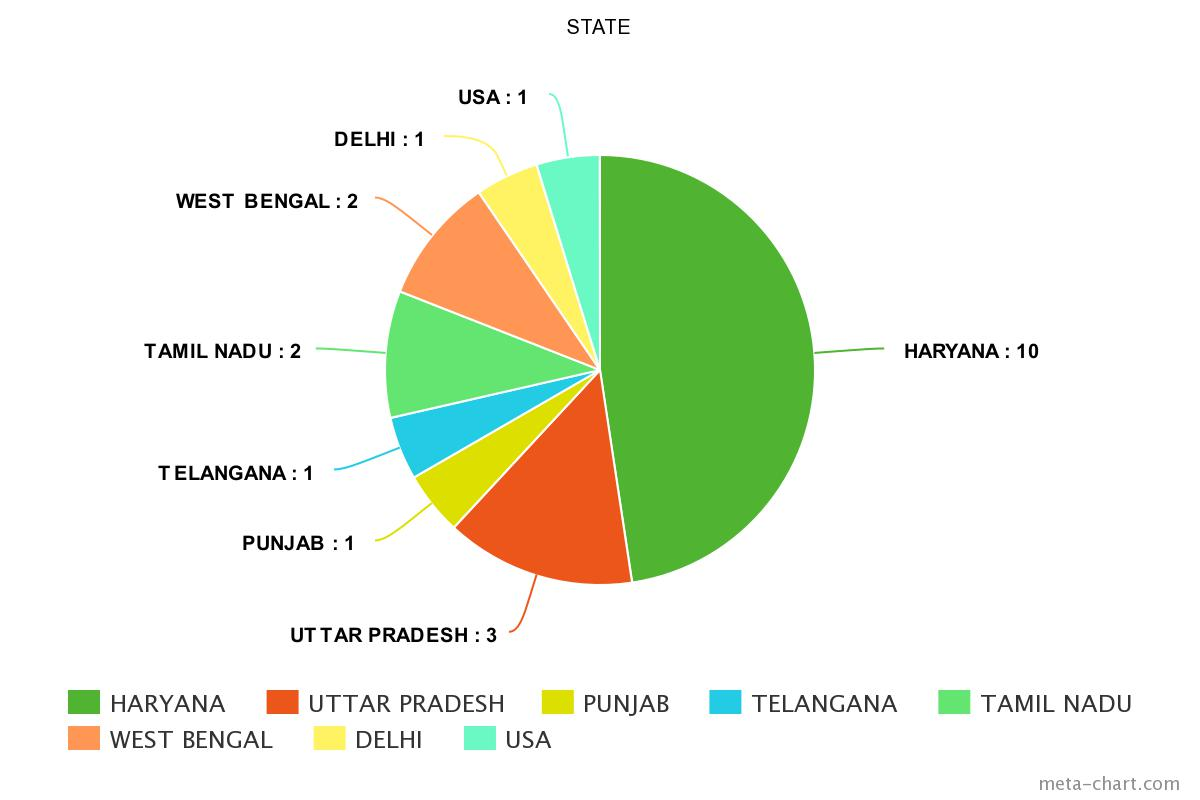 STATE
USA : 1
DELHI : 1
WEST BENGAL : 2
TAMIL NADU : 2
HARYANA : 10
TELANGANA : 1
PUNJAB : 1
UTTAR PRADESH : 3
HARYANA UTTAR PRADESH PUNJAB TELANGANA TAMIL NADU
WEST BENGAL DELHI USA
meta-chart.com